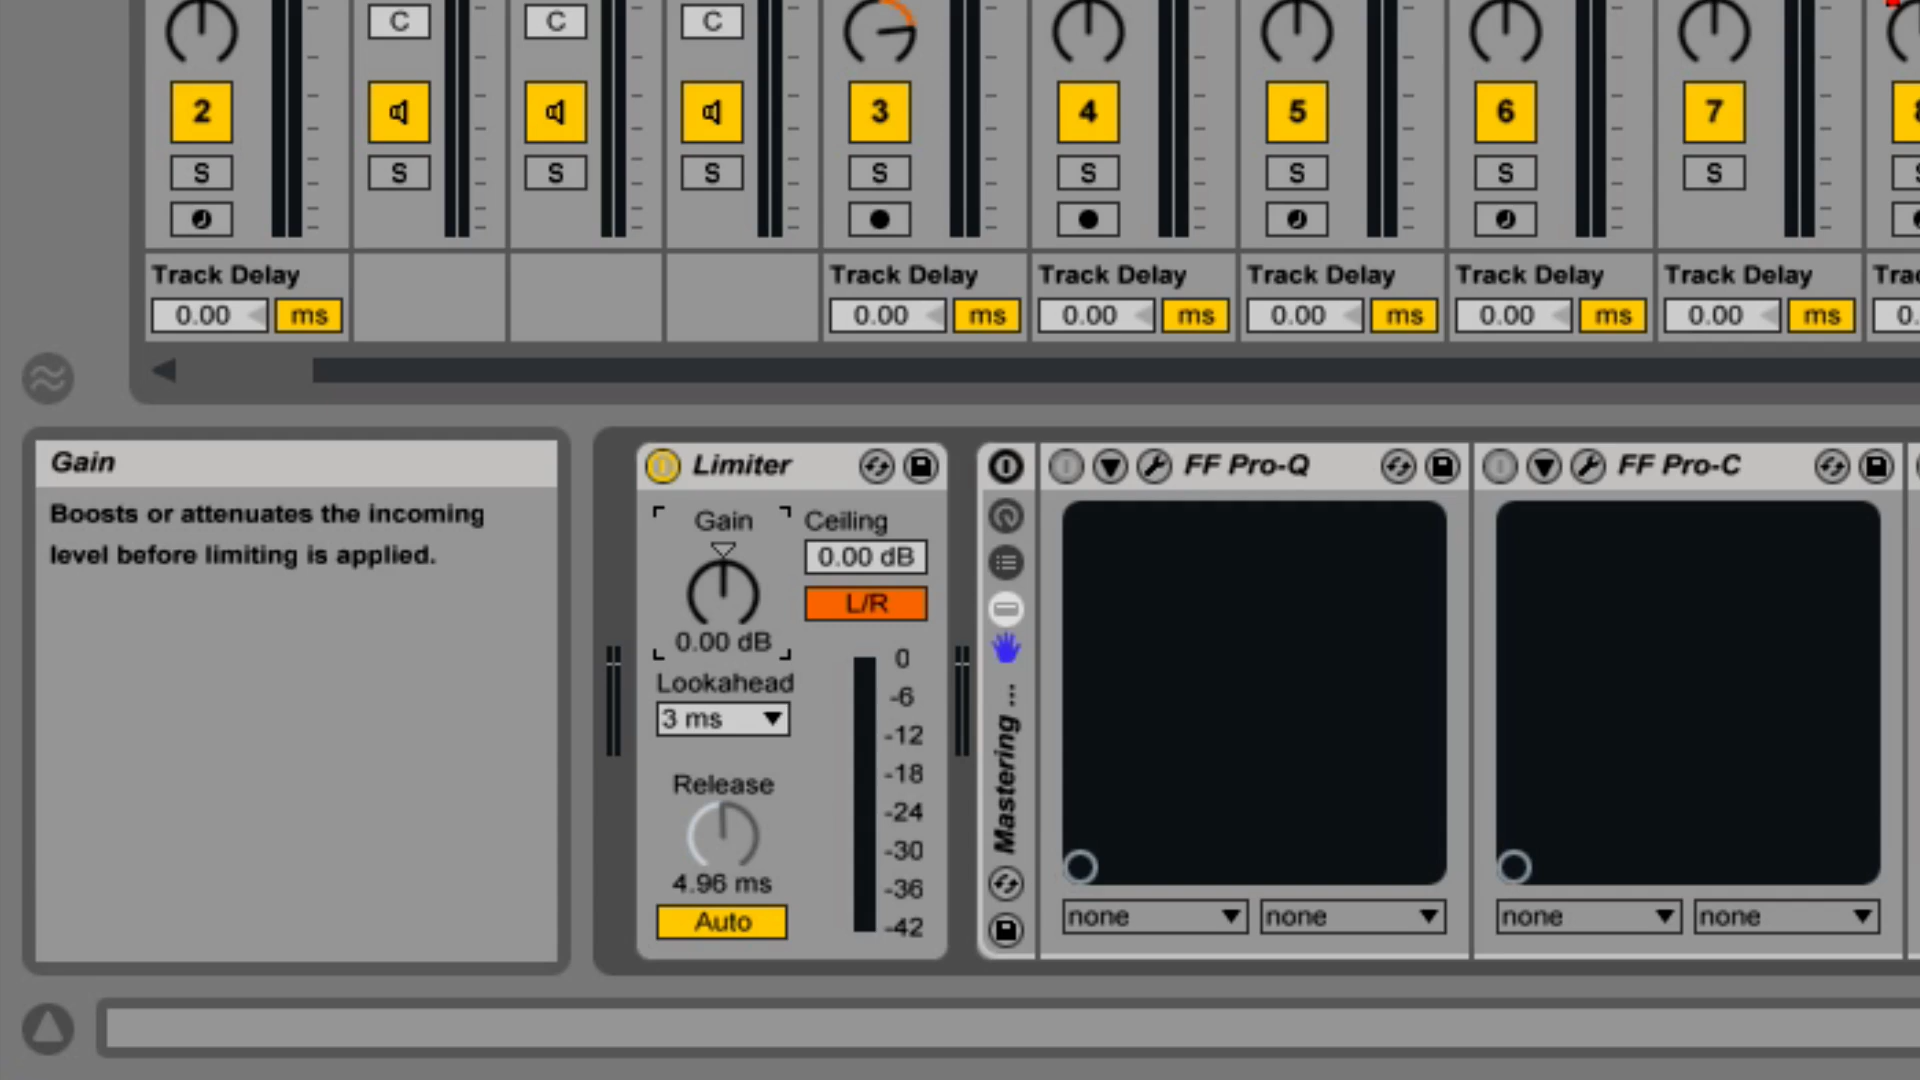 C C C
2 3 4 5 6 7
S S S S S S S S S
Track Delay Track Delay Track Delay Track Delay Track Delay Track Delay
0.00 ms 0.00 ms 0.00 ms 0.00 ms 0.00 ms 0.00 ms 0.
Gain
Boosts or attenuates the incoming
level before limiting is applied.
Limiter
Gain
0.00 dB
Lookahead
3 ms
Release
4.96 ms
Auto
Ceiling
0.00 dB
L/R
0
-6
-12
-18
-24
-30
-36
-42
Mastering ...
FF Pro-Q
none none
FF Pro-C
none none